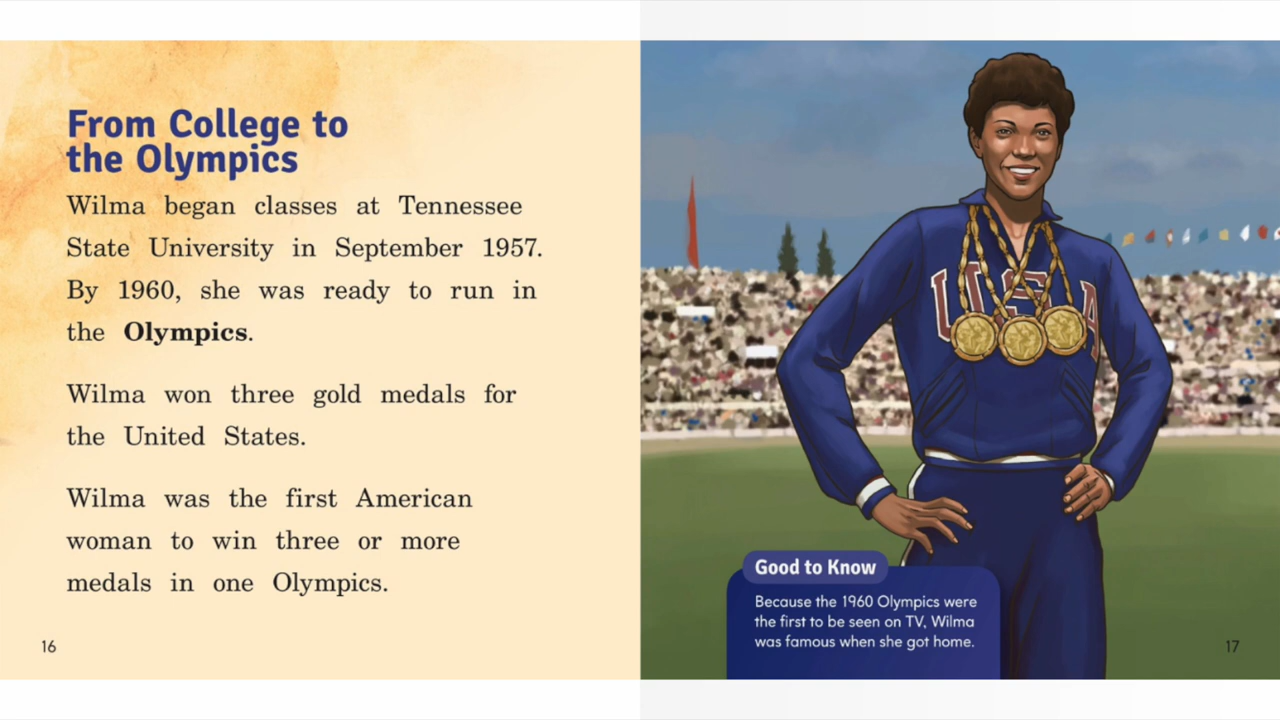 From College to
the Olympics
Wilma began classes at Tennessee
State University in September 1957.
By 1960, she was ready to run in
the Olympics.
Wilma won three gold medals for
the United States.
Wilma was the first American
woman to win three or more
medals in one Olympics.
16
USA
Good to Know
Because the 1960 Olympics were
the first to be seen on TV, Wilma
was famous when she got home.
17